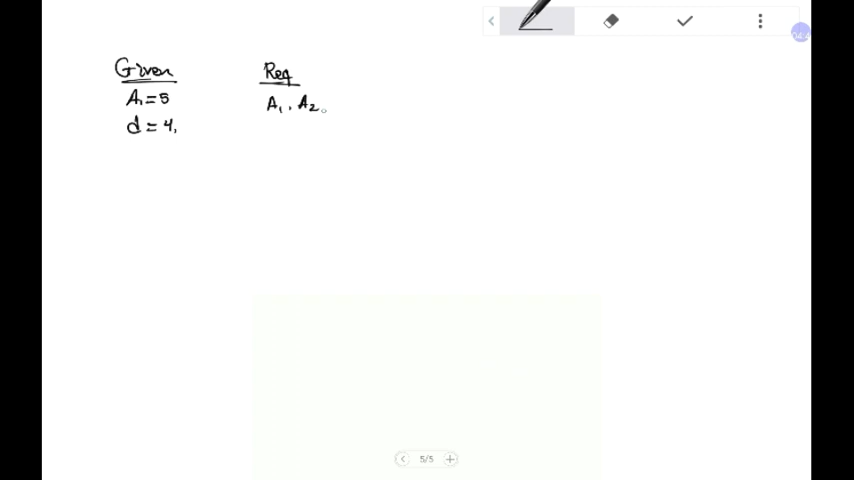 Given
A₁ = 5
d = 4,
Req
A₁, A₂,
5/5